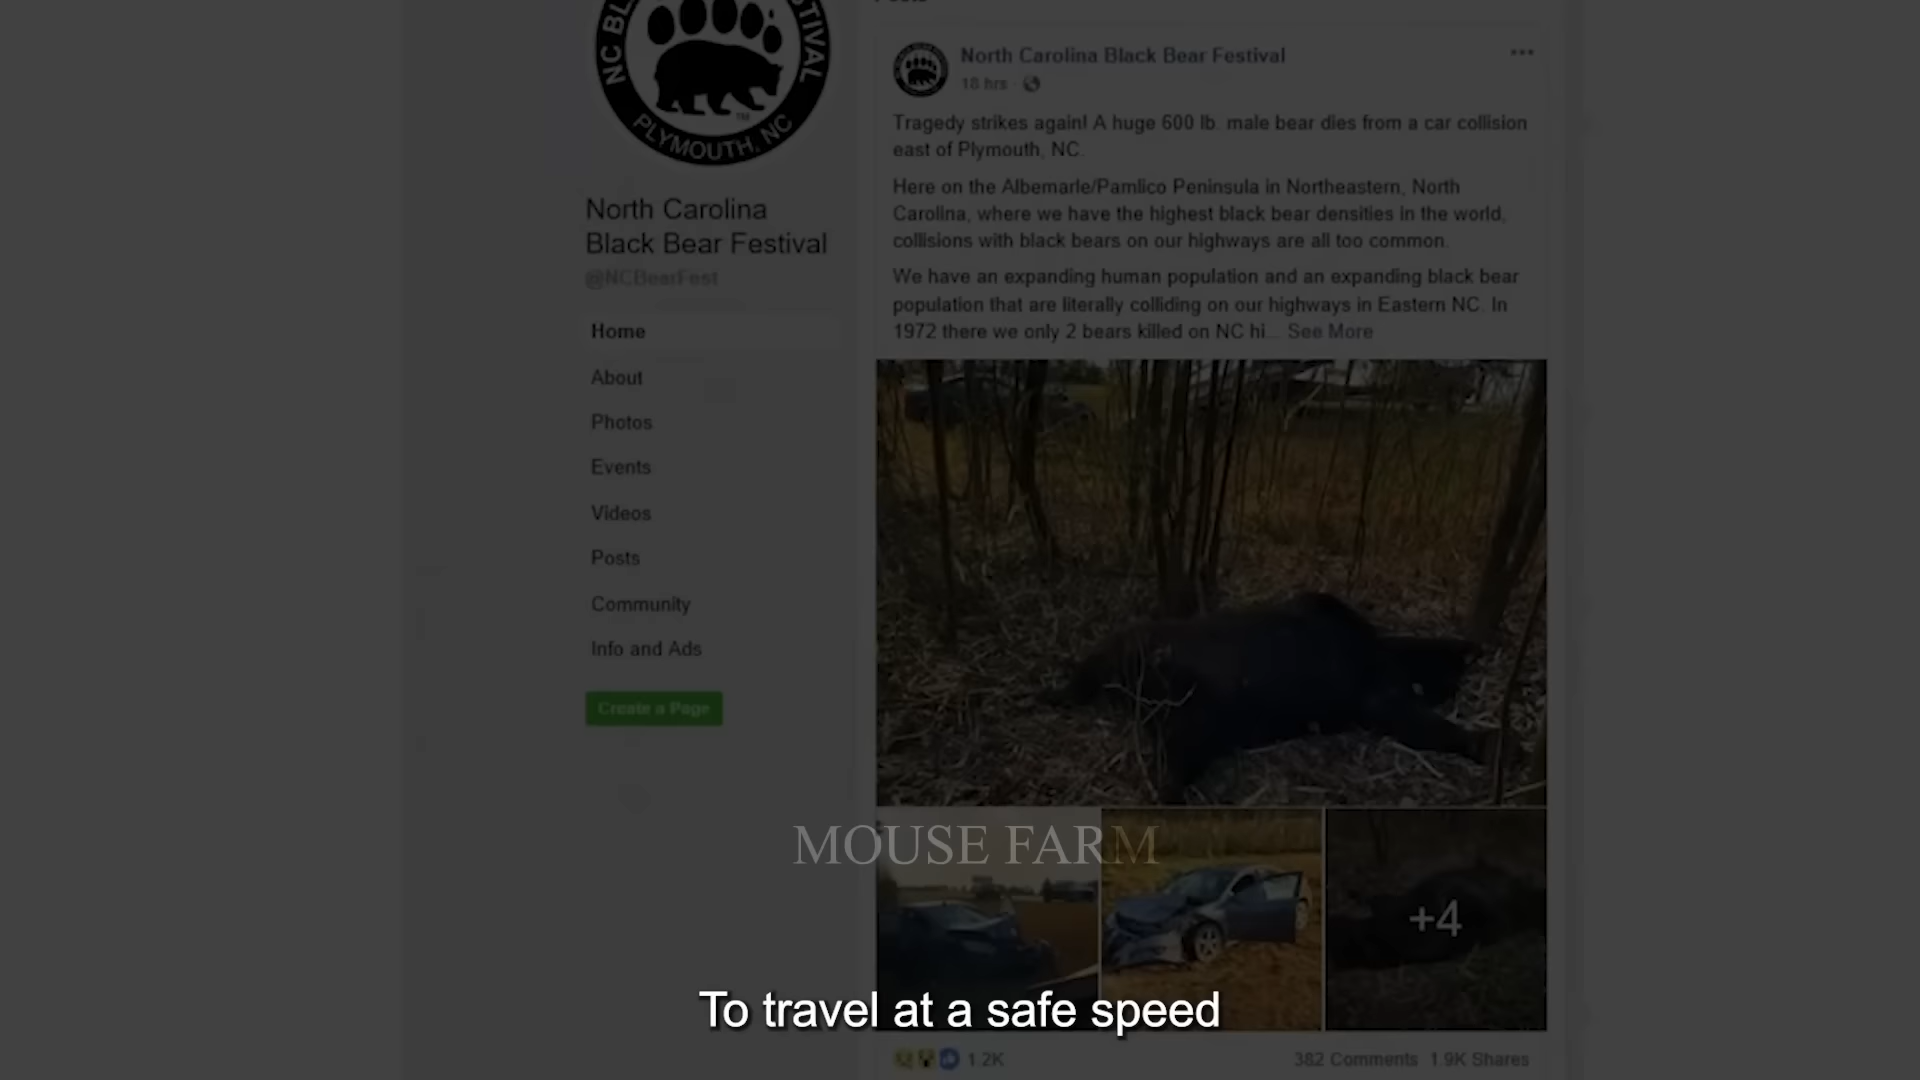 NC BL
TIVAL
PLYMOUTH, NC
TM
North Carolina
Black Bear Festival
@NCBearFest
Home
About
Photos
Events
Videos
Posts
Community
Info and Ads
Create a Page
North Carolina Black Bear Festival
18 hrs ·
Tragedy strikes again! A huge 600 lb. male bear dies from a car collision
east of Plymouth, NC.
Here on the Albemarle/Pamlico Peninsula in Northeastern, North
Carolina, where we have the highest black bear densities in the world,
collisions with black bears on our highways are all too common.
We have an expanding human population and an expanding black bear
population that are literally colliding on our highways in Eastern NC. In
1972 there we only 2 bears killed on NC hi... See More
MOUSE FARM
+4
To travel at a safe speed
1.2K
382 Comments 1.9K Shares